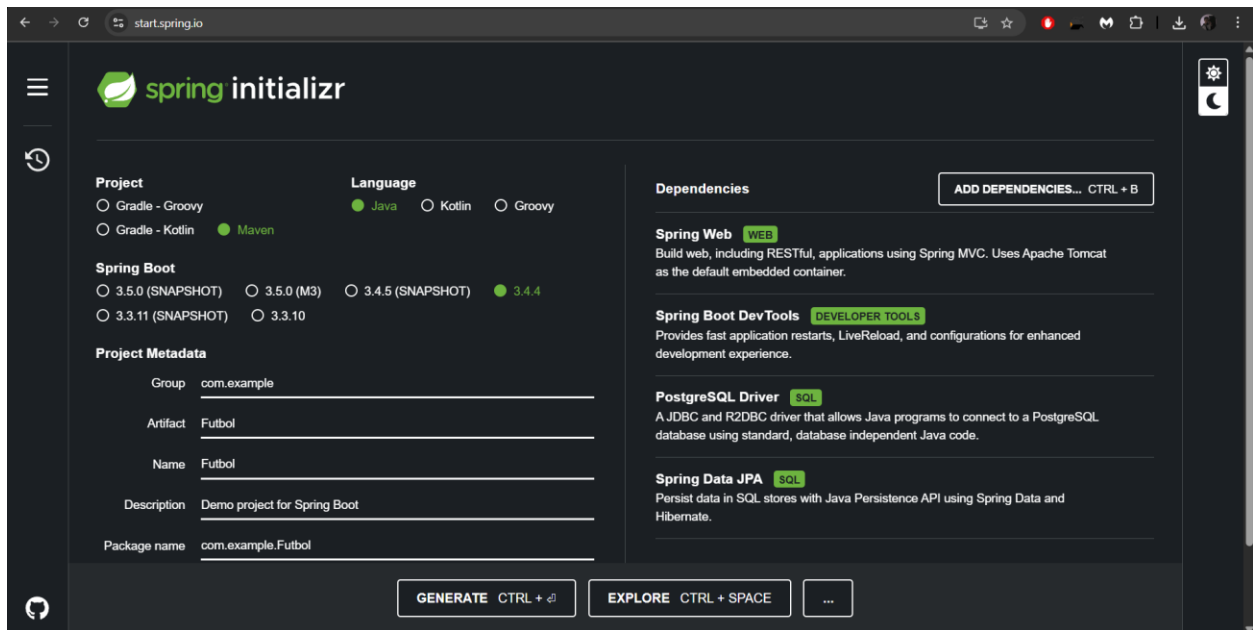 start.spring.io
spring initializr
Project
Gradle - Groovy
Gradle - Kotlin Maven
Language
Java Kotlin Groovy
Spring Boot
3.5.0 (SNAPSHOT) 3.5.0 (M3) 3.4.5 (SNAPSHOT) 3.4.4
3.3.11 (SNAPSHOT) 3.3.10
Project Metadata
Group com.example
Artifact Futbol
Name Futbol
Description Demo project for Spring Boot
Package name com.example.Futbol
Dependencies
ADD DEPENDENCIES... CTRL + B
Spring Web WEB
Build web, including RESTful, applications using Spring MVC. Uses Apache Tomcat
as the default embedded container.
Spring Boot DevTools DEVELOPER TOOLS
Provides fast application restarts, LiveReload, and configurations for enhanced
development experience.
PostgreSQL Driver SQL
A JDBC and R2DBC driver that allows Java programs to connect to a PostgreSQL
database using standard, database independent Java code.
Spring Data JPA SQL
Persist data in SQL stores with Java Persistence API using Spring Data and
Hibernate.
GENERATE CTRL + ⏎
EXPLORE CTRL + SPACE
...